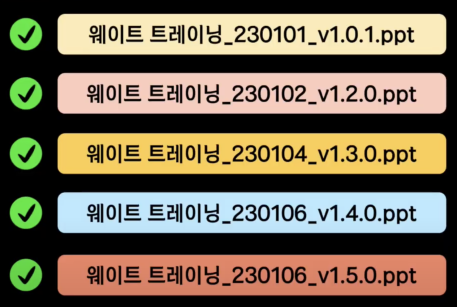 웨이트 트레이닝_230101_v1.0.1.ppt
웨이트 트레이닝_230102_v1.2.0.ppt
웨이트 트레이닝_230104_v1.3.0.ppt
웨이트 트레이닝_230106_v1.4.0.ppt
웨이트 트레이닝_230106_v1.5.0.ppt